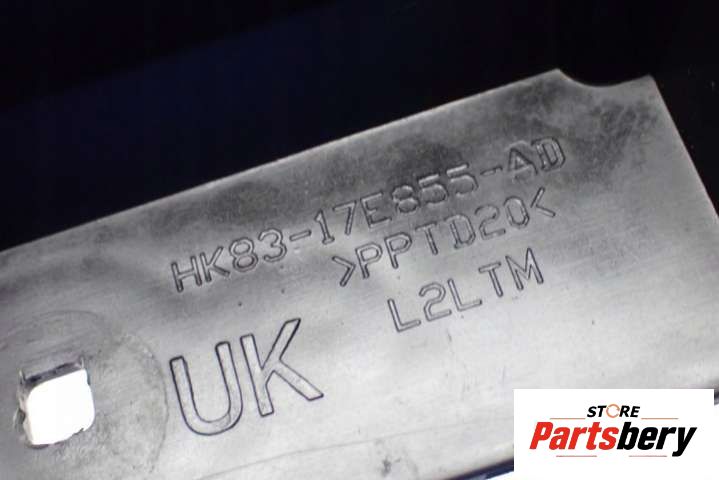 HK83-17E855-AD
>PPTD20<
L2LTM
UK
STORE
Partsbery